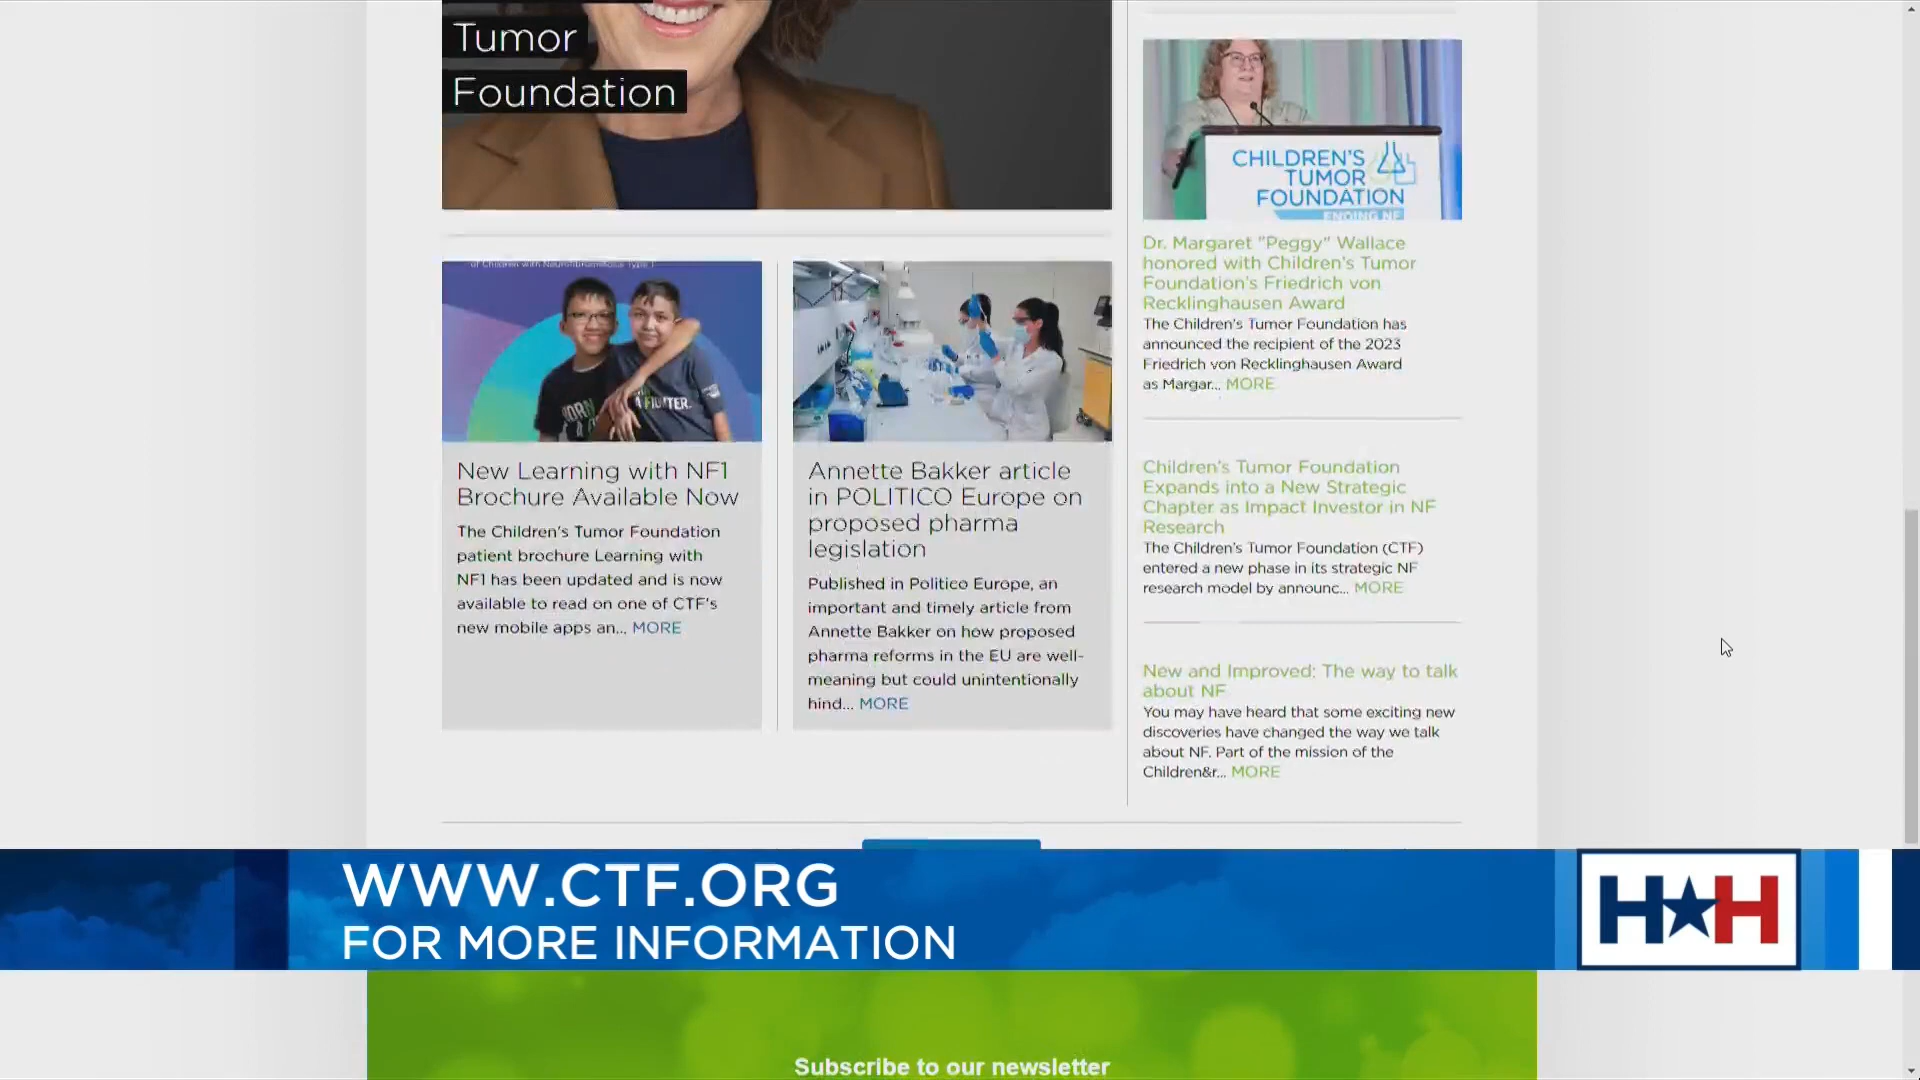 Tumor
Foundation
of Children with Neurofibromatosis Type 1
New Learning with NF1
Brochure Available Now
The Children's Tumor Foundation
patient brochure Learning with
NF1 has been updated and is now
available to read on one of CTF's
new mobile apps an... MORE
Annette Bakker article
in POLITICO Europe on
proposed pharma
legislation
Published in Politico Europe, an
important and timely article from
Annette Bakker on how proposed
pharma reforms in the EU are well-
meaning but could unintentionally
hind... MORE
CHILDREN'S
TUMOR
FOUNDATION
ENDING NF
Dr. Margaret "Peggy" Wallace
honored with Children's Tumor
Foundation's Friedrich von
Recklinghausen Award
The Children's Tumor Foundation has
announced the recipient of the 2023
Friedrich von Recklinghausen Award
as Margar... MORE
Children's Tumor Foundation
Expands into a New Strategic
Chapter as Impact Investor in NF
Research
The Children's Tumor Foundation (CTF)
entered a new phase in its strategic NF
research model by announc... MORE
New and Improved: The way to talk
about NF
You may have heard that some exciting new
discoveries have changed the way we talk
about NF. Part of the mission of the
Children&r... MORE
WWW.CTF.ORG
FOR MORE INFORMATION
H★H
Subscribe to our newsletter